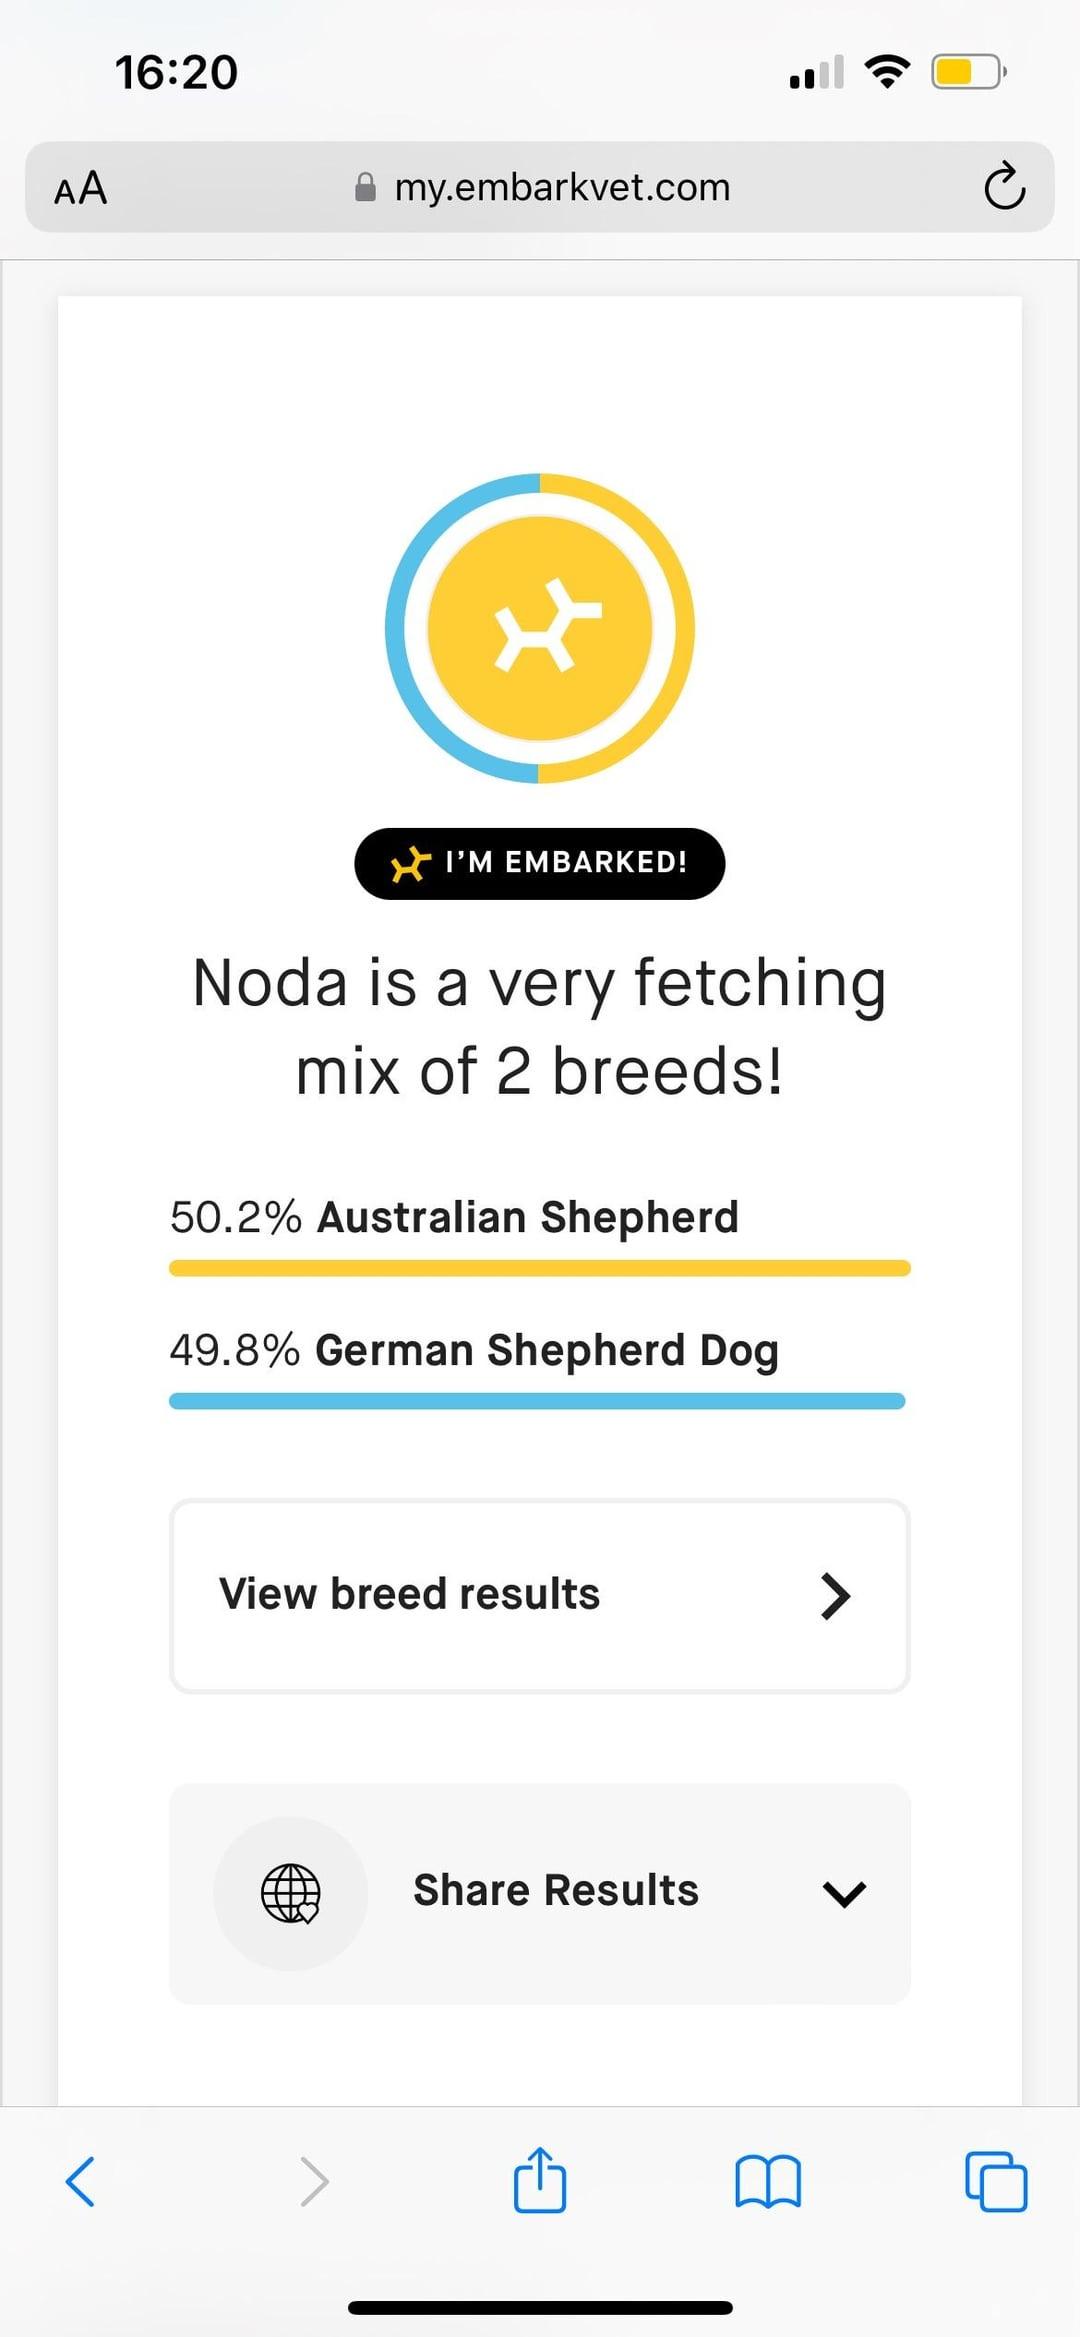 16:20
AA my.embarkvet.com
I’M EMBARKED!
Noda is a very fetching
mix of 2 breeds!
50.2% Australian Shepherd
49.8% German Shepherd Dog
View breed results
Share Results